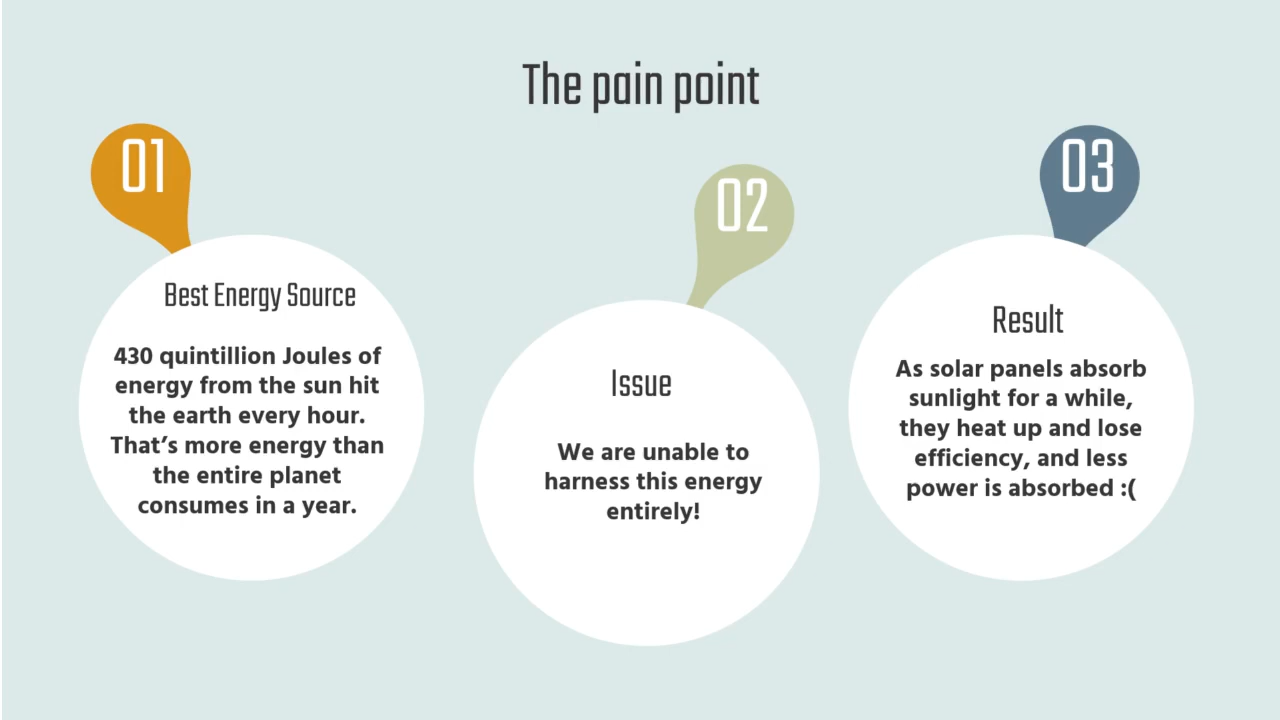 The pain point
01
Best Energy Source
430 quintillion Joules of
energy from the sun hit
the earth every hour.
That’s more energy than
the entire planet
consumes in a year.
02
Issue
We are unable to
harness this energy
entirely!
03
Result
As solar panels absorb
sunlight for a while,
they heat up and lose
efficiency, and less
power is absorbed :(